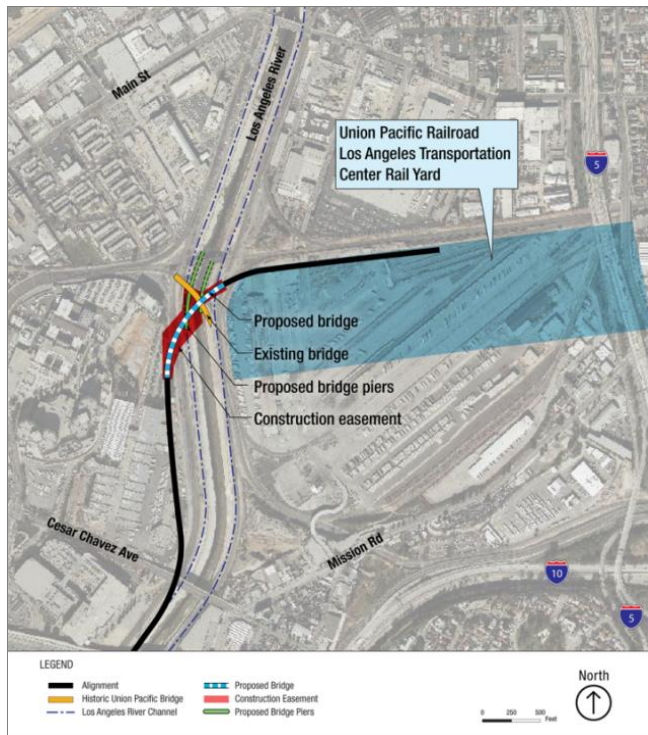 Main St
Los Angeles River
Union Pacific Railroad
Los Angeles Transportation
Center Rail Yard
5
Proposed bridge
Existing bridge
Proposed bridge piers
Construction easement
Cesar Chavez Ave
Mission Rd
10
5
LEGEND
Alignment
Historic Union Pacific Bridge
Los Angeles River Channel
Proposed Bridge
Construction Easement
Proposed Bridge Piers
0 250 500
Feet
North